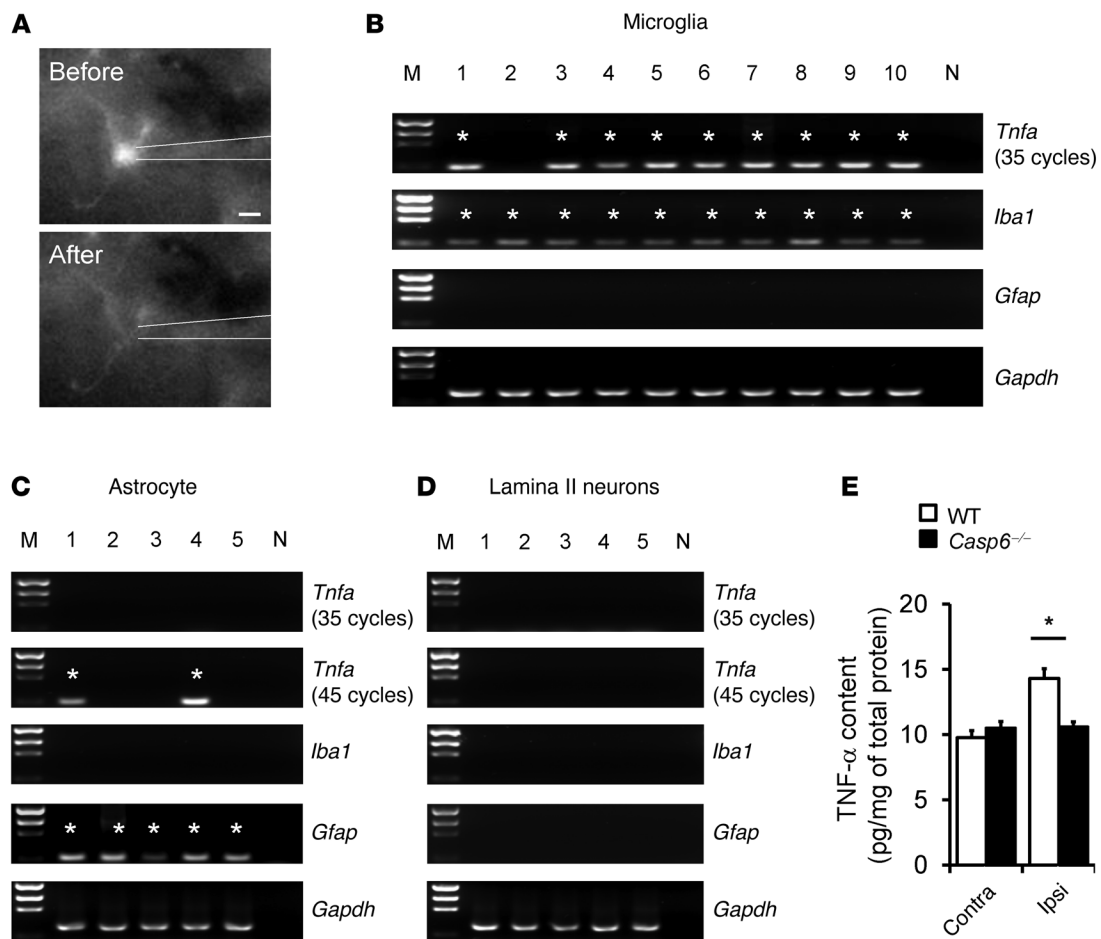 A
Before
After
B
Microglia
M 1 2 3 4 5 6 7 8 9 10 N
* * * * * * * * *
Tnfa
(35 cycles)
* * * * * * * * * *
Iba1
Gfap
Gapdh
C
Astrocyte
M 1 2 3 4 5 N
Tnfa
(35 cycles)
* *
Tnfa
(45 cycles)
Iba1
* * * * *
Gfap
Gapdh
D
Lamina II neurons
M 1 2 3 4 5 N
Tnfa
(35 cycles)
Tnfa
(45 cycles)
Iba1
Gfap
Gapdh
E
WT
Casp6–/–
TNF-α content
(pg/mg of total protein)
20
15
10
5
0
*
Contra
Ipsi